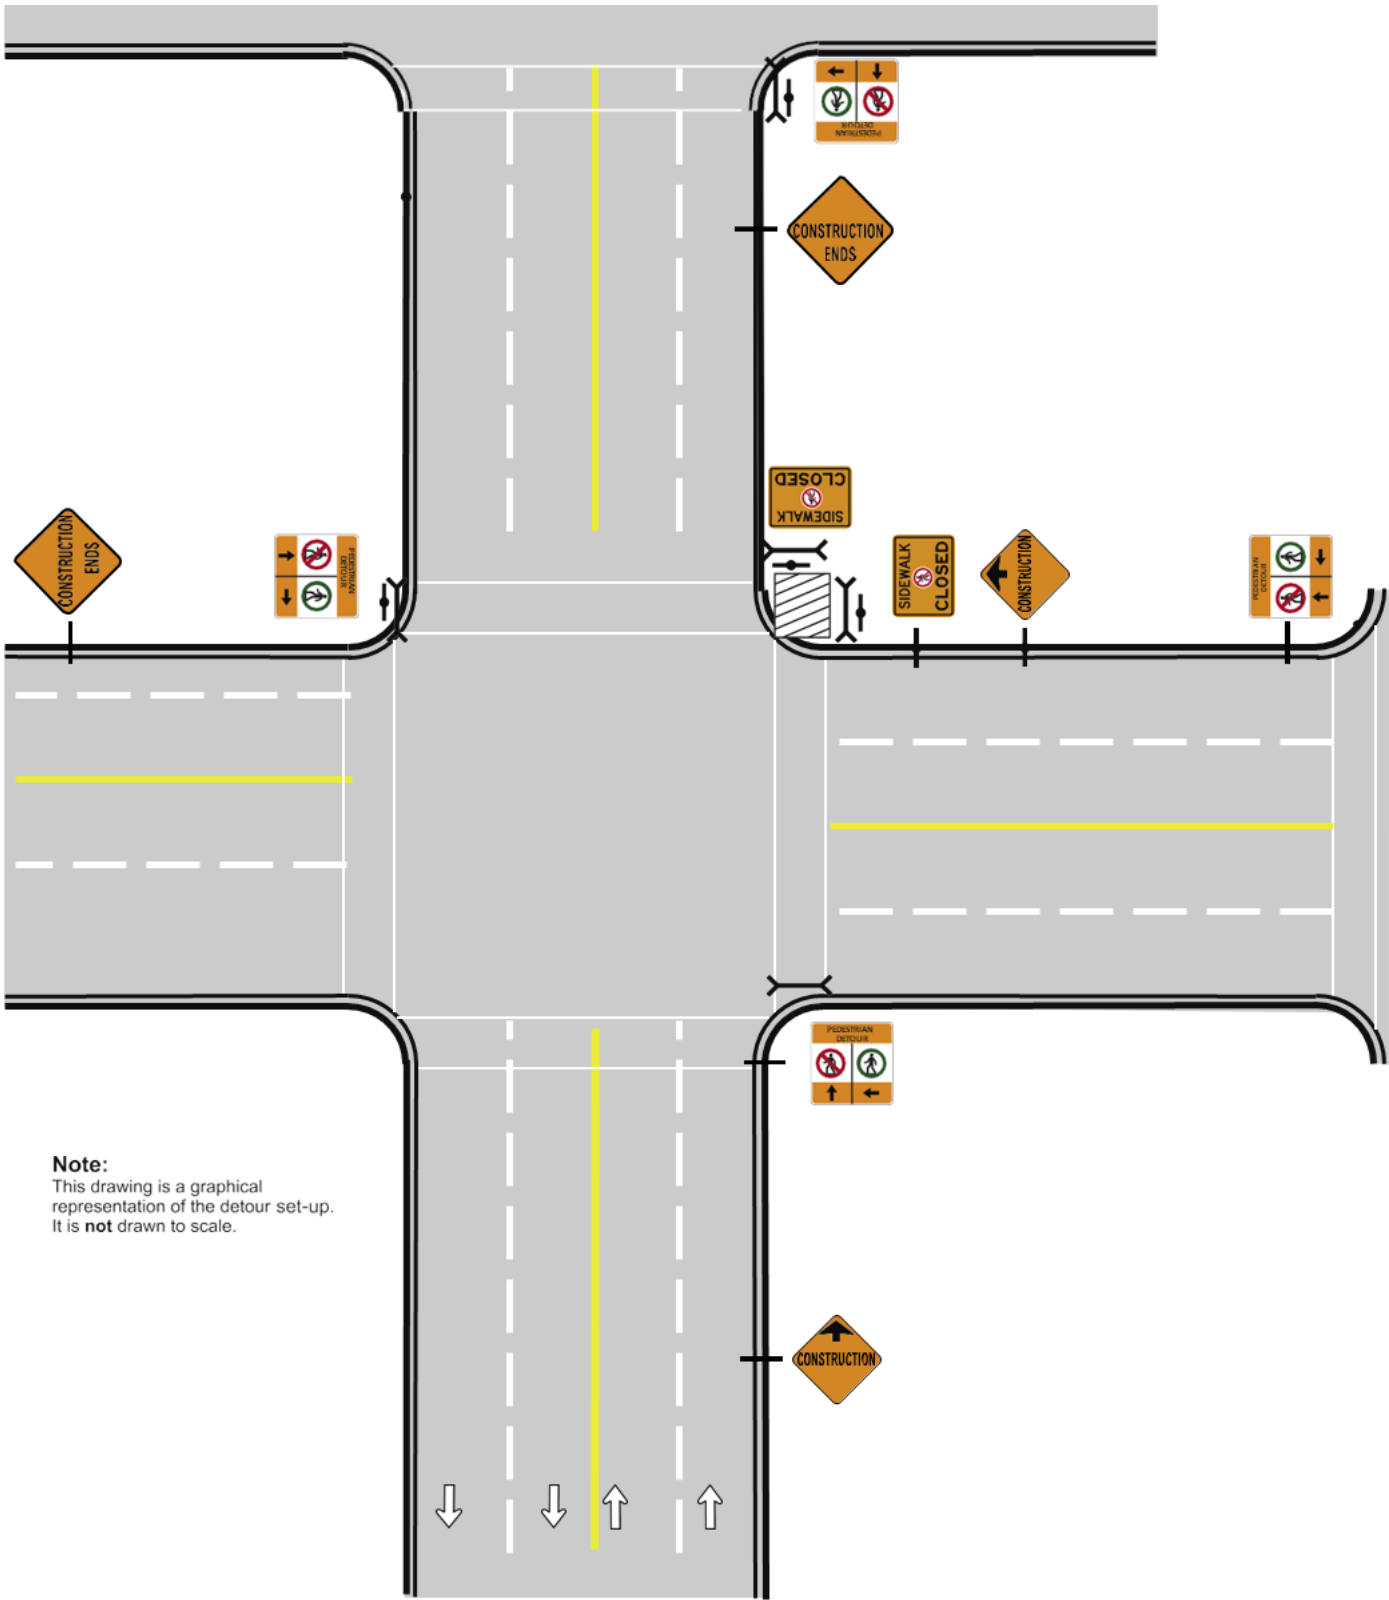 PEDESTRIAN
DETOUR
CONSTRUCTION
ENDS
SIDEWALK
CLOSED
CONSTRUCTION
ENDS
PEDESTRIAN
DETOUR
SIDEWALK
CLOSED
CONSTRUCTION
PEDESTRIAN
DETOUR
PEDESTRIAN
DETOUR
Note:
This drawing is a graphical
representation of the detour set-up.
It is not drawn to scale.
CONSTRUCTION